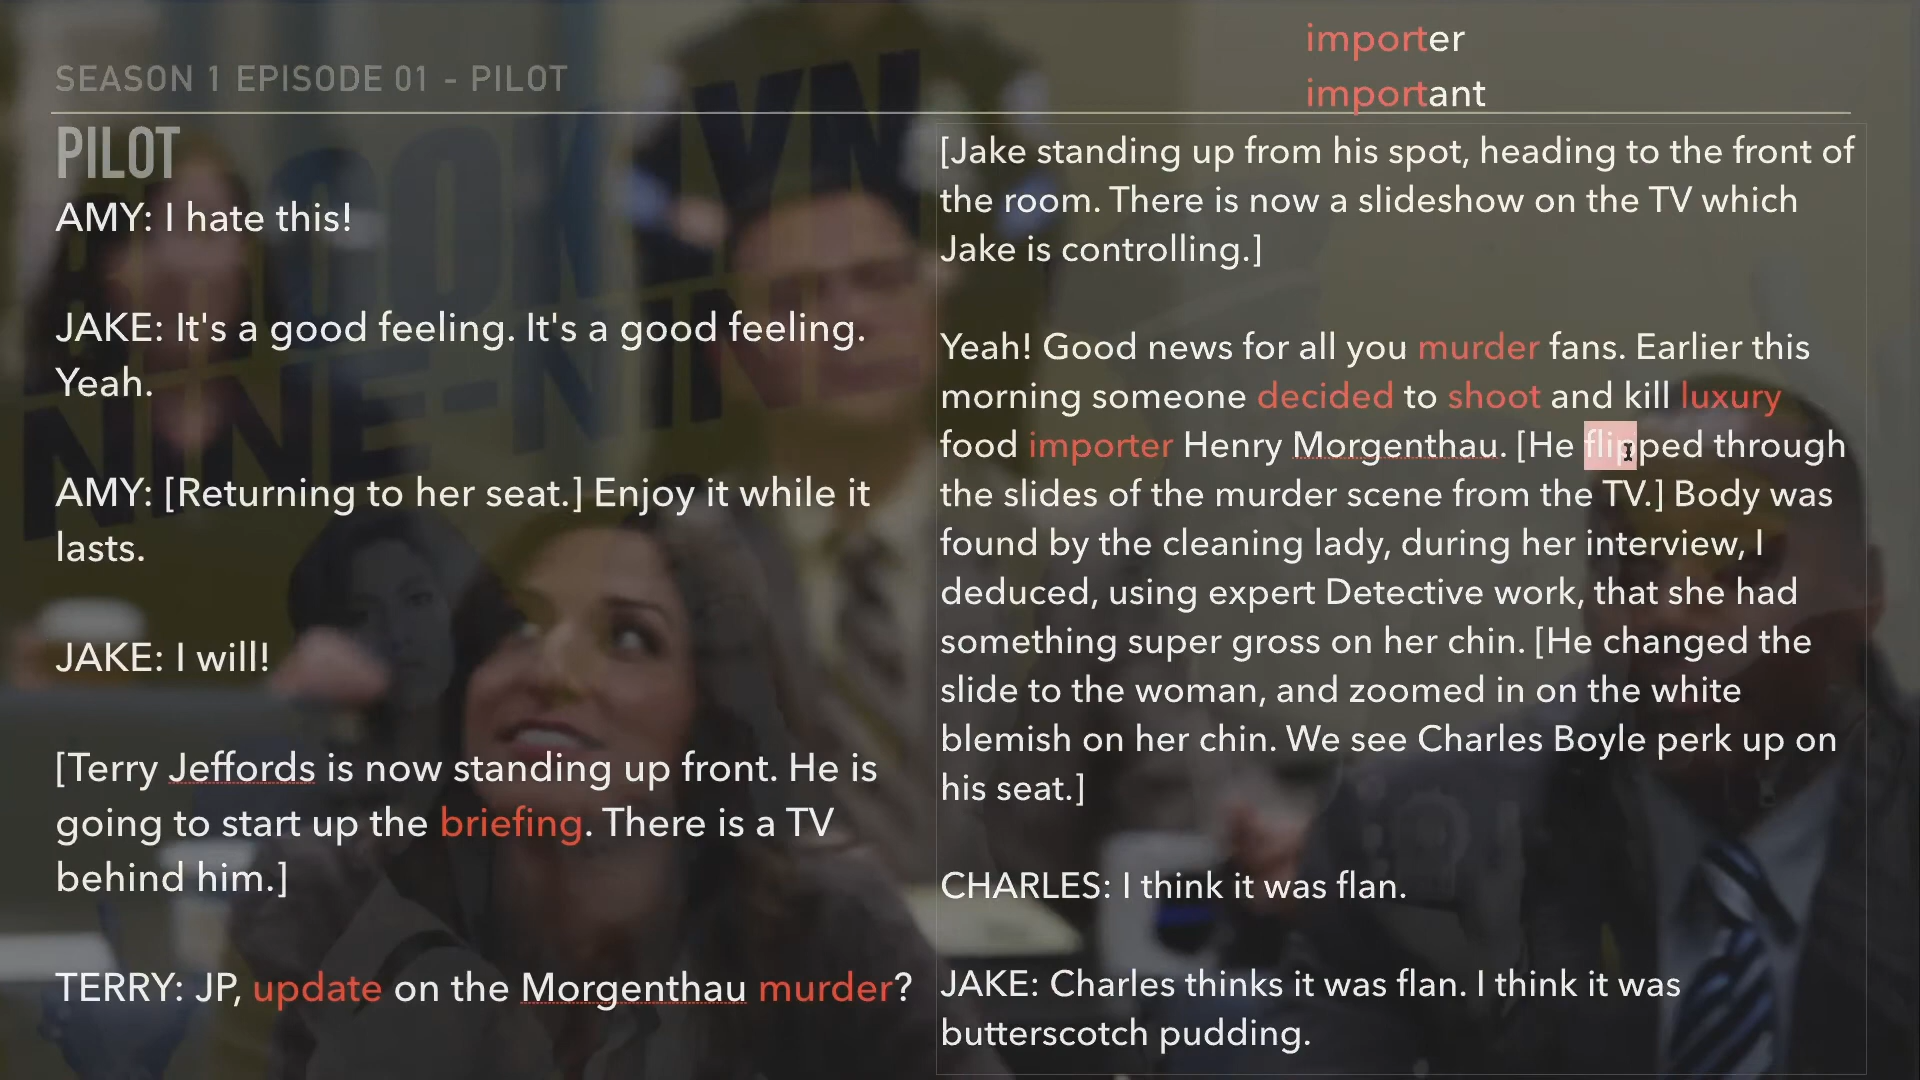 importer
important
SEASON 1 EPISODE 01 - PILOT
PILOT
AMY: I hate this!
JAKE: It's a good feeling. It's a good feeling.
Yeah.
AMY: [Returning to her seat.] Enjoy it while it
lasts.
JAKE: I will!
[Terry Jeffords is now standing up front. He is
going to start up the briefing. There is a TV
behind him.]
TERRY: JP, update on the Morgenthau murder?
[Jake standing up from his spot, heading to the front of
the room. There is now a slideshow on the TV which
Jake is controlling.]
Yeah! Good news for all you murder fans. Earlier this
morning someone decided to shoot and kill luxury
food importer Henry Morgenthau. [He flipped through
the slides of the murder scene from the TV.] Body was
found by the cleaning lady, during her interview, I
deduced, using expert Detective work, that she had
something super gross on her chin. [He changed the
slide to the woman, and zoomed in on the white
blemish on her chin. We see Charles Boyle perk up on
his seat.]
CHARLES: I think it was flan.
JAKE: Charles thinks it was flan. I think it was
butterscotch pudding.
BROOKLYN
NINE-NINE
NINE-NINE